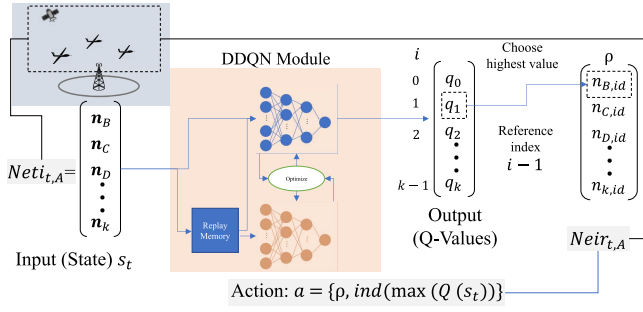 DDQN Module
Neti_{t,A}=
n_B
n_C
n_D
n_k
Input (State) s_t
Replay
Memory
Optimize
i
0
1
2
k − 1
q_0
q_1
q_2
q_k
Output
(Q-Values)
Choose
highest value
Reference
index
i − 1
ρ
n_{B,id}
n_{C,id}
n_{D,id}
n_{k,id}
Neir_{t,A}
Action: a = {ρ, ind(max (Q (s_t))}